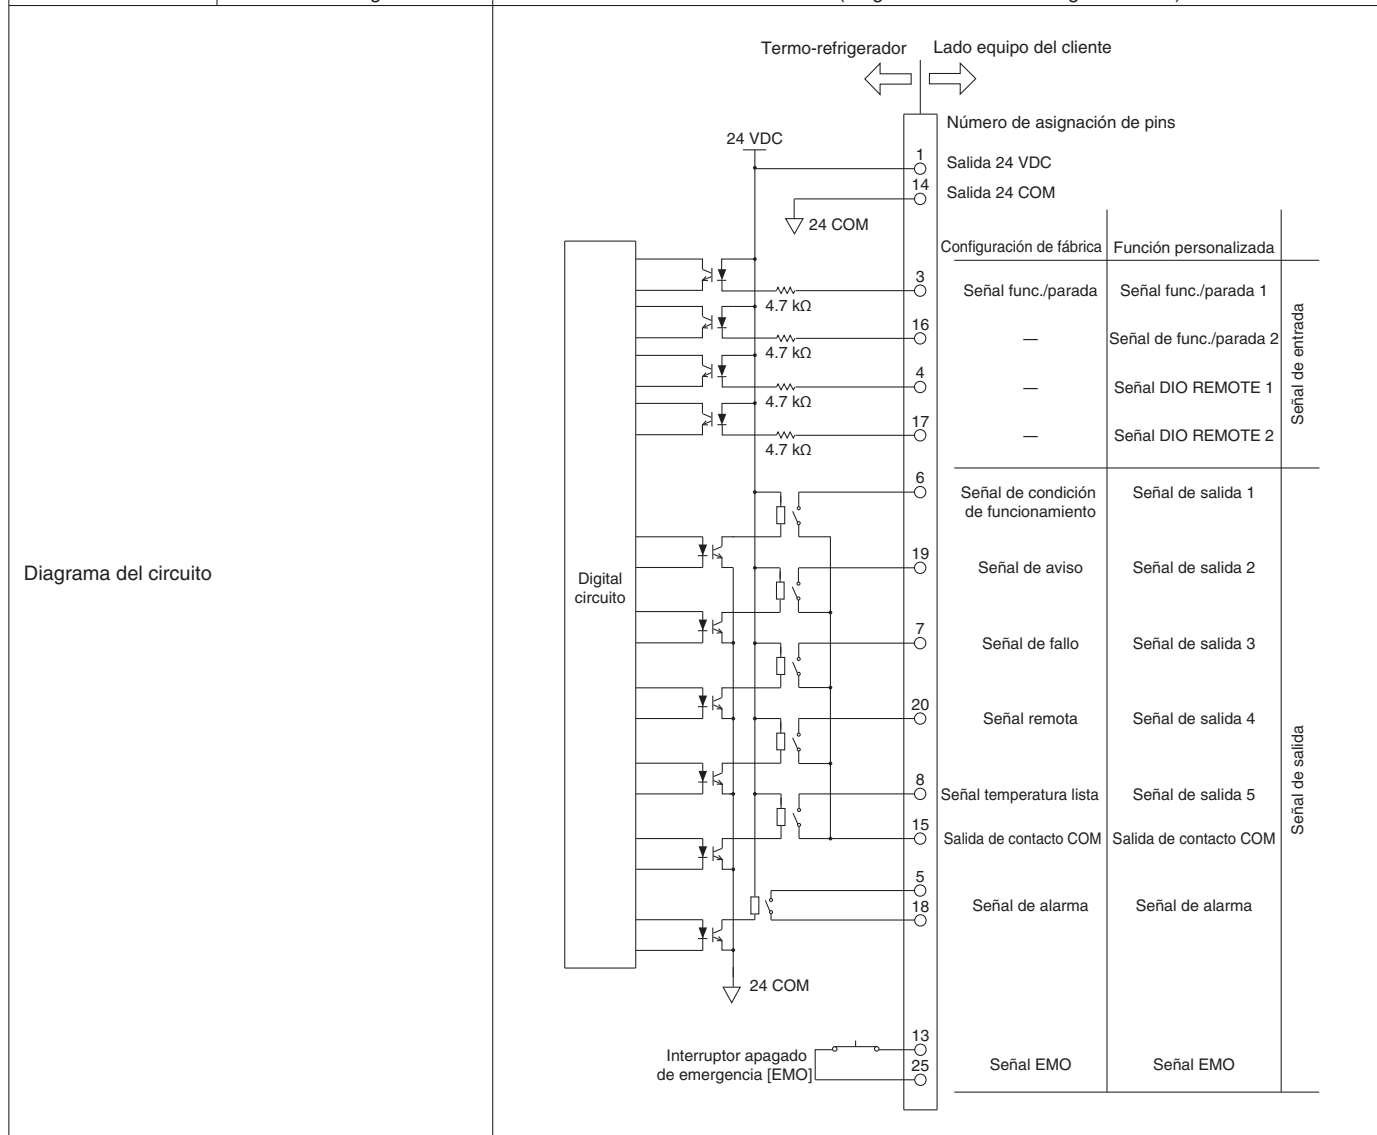 Diagrama del circuito
Termo-refrigerador
Lado equipo del cliente
Número de asignación de pins
24 VDC
1
Salida 24 VDC
14
Salida 24 COM
24 COM
Configuración de fábrica
Función personalizada
3
4.7 kΩ
Señal func./parada
Señal func./parada 1
16
4.7 kΩ
—
Señal de func./parada 2
4
4.7 kΩ
—
Señal DIO REMOTE 1
17
4.7 kΩ
—
Señal DIO REMOTE 2
Señal de entrada
Digital
circuito
6
Señal de condición
de funcionamiento
Señal de salida 1
19
Señal de aviso
Señal de salida 2
7
Señal de fallo
Señal de salida 3
20
Señal remota
Señal de salida 4
8
Señal temperatura lista
Señal de salida 5
15
Salida de contacto COM
Salida de contacto COM
5
18
Señal de alarma
Señal de alarma
24 COM
Señal de salida
Interruptor apagado
de emergencia [EMO]
13
25
Señal EMO
Señal EMO